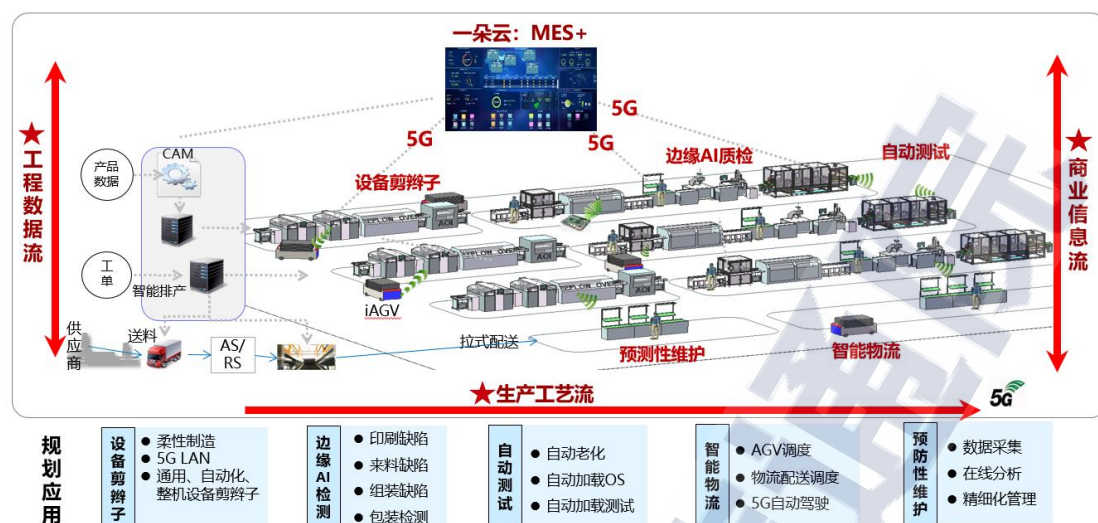 一朵云：MES+
5G
5G
5G
★工程数据流
★商业信息流
产品
数据
CAM
工
单
智能排产
设备剪辫子
边缘AI质检
自动测试
REFLOW OVEN
AOI
REFLOW OVEN
AOI
REFLOW OVEN
AOI
iAGV
供应商
送料
AS/
RS
拉式配送
预测性维护
智能物流
★生产工艺流
5G
规划应用
设备剪辫子
● 柔性制造
● 5G LAN
● 通用、自动化、
整机设备剪辫子
边缘AI检测
● 印刷缺陷
● 来料缺陷
● 组装缺陷
● 包装检测
自动测试
● 自动老化
● 自动加载OS
● 自动加载测试
智能物流
● AGV调度
● 物流配送调度
● 5G自动驾驶
预防性维护
● 数据采集
● 在线分析
● 精细化管理